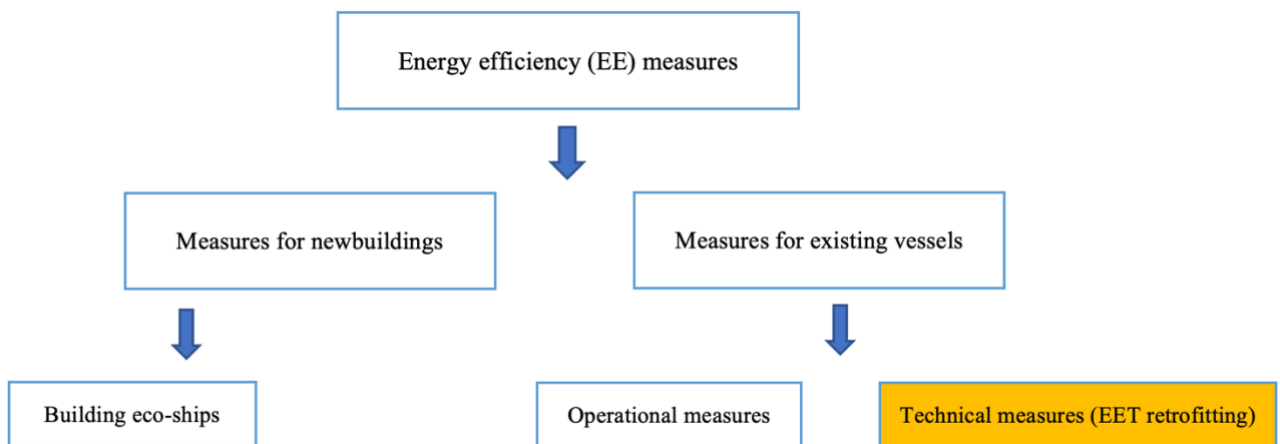 Energy efficiency (EE) measures
Measures for newbuildings
Measures for existing vessels
Building eco-ships
Operational measures
Technical measures (EET retrofitting)